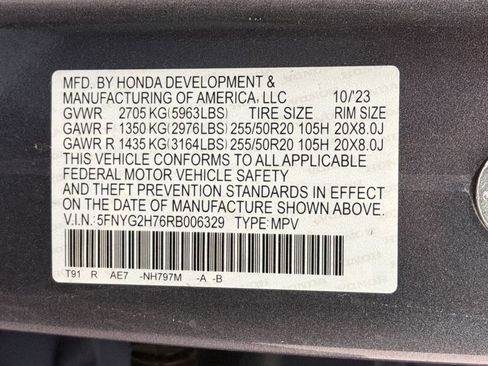 MFD. BY HONDA DEVELOPMENT &
MANUFACTURING OF AMERICA, LLC 10/'23
GVWR 2705 KG(5963LBS) TIRE SIZE RIM SIZE
GAWR F 1350 KG(2976LBS) 255/50R20 105H 20X8.0J
GAWR R 1435 KG(3164LBS) 255/50R20 105H 20X8.0J
THIS VEHICLE CONFORMS TO ALL APPLICABLE
FEDERAL MOTOR VEHICLE SAFETY
AND THEFT PREVENTION STANDARDS IN EFFECT
ON THE DATE OF MANUFACTURE SHOWN ABOVE.
V.I.N.: 5FNYG2H76RB006329 TYPE: MPV
T91 R AE7 -NH797M -A -B